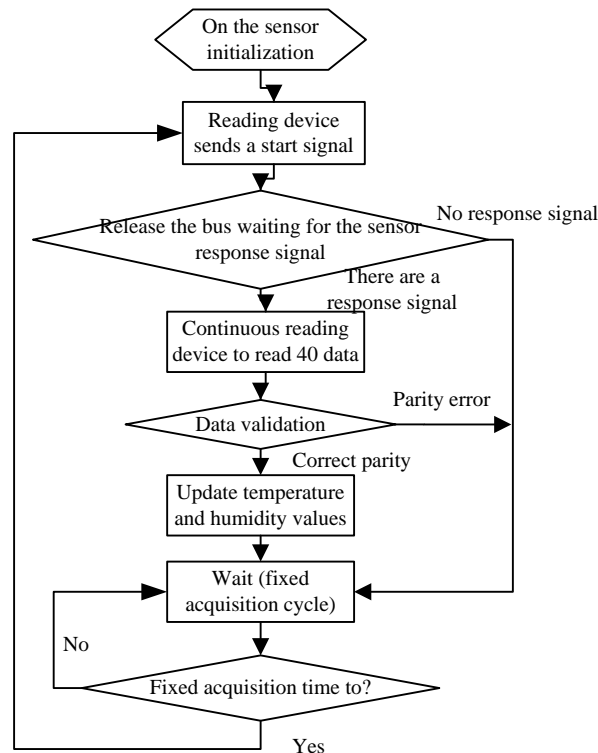 On the sensor
initialization
Reading device
sends a start signal
Release the bus waiting for the sensor
response signal
No response signal
There are a
response signal
Continuous reading
device to read 40 data
Data validation
Parity error
Correct parity
Update temperature
and humidity values
Wait (fixed
acquisition cycle)
No
Fixed acquisition time to?
Yes